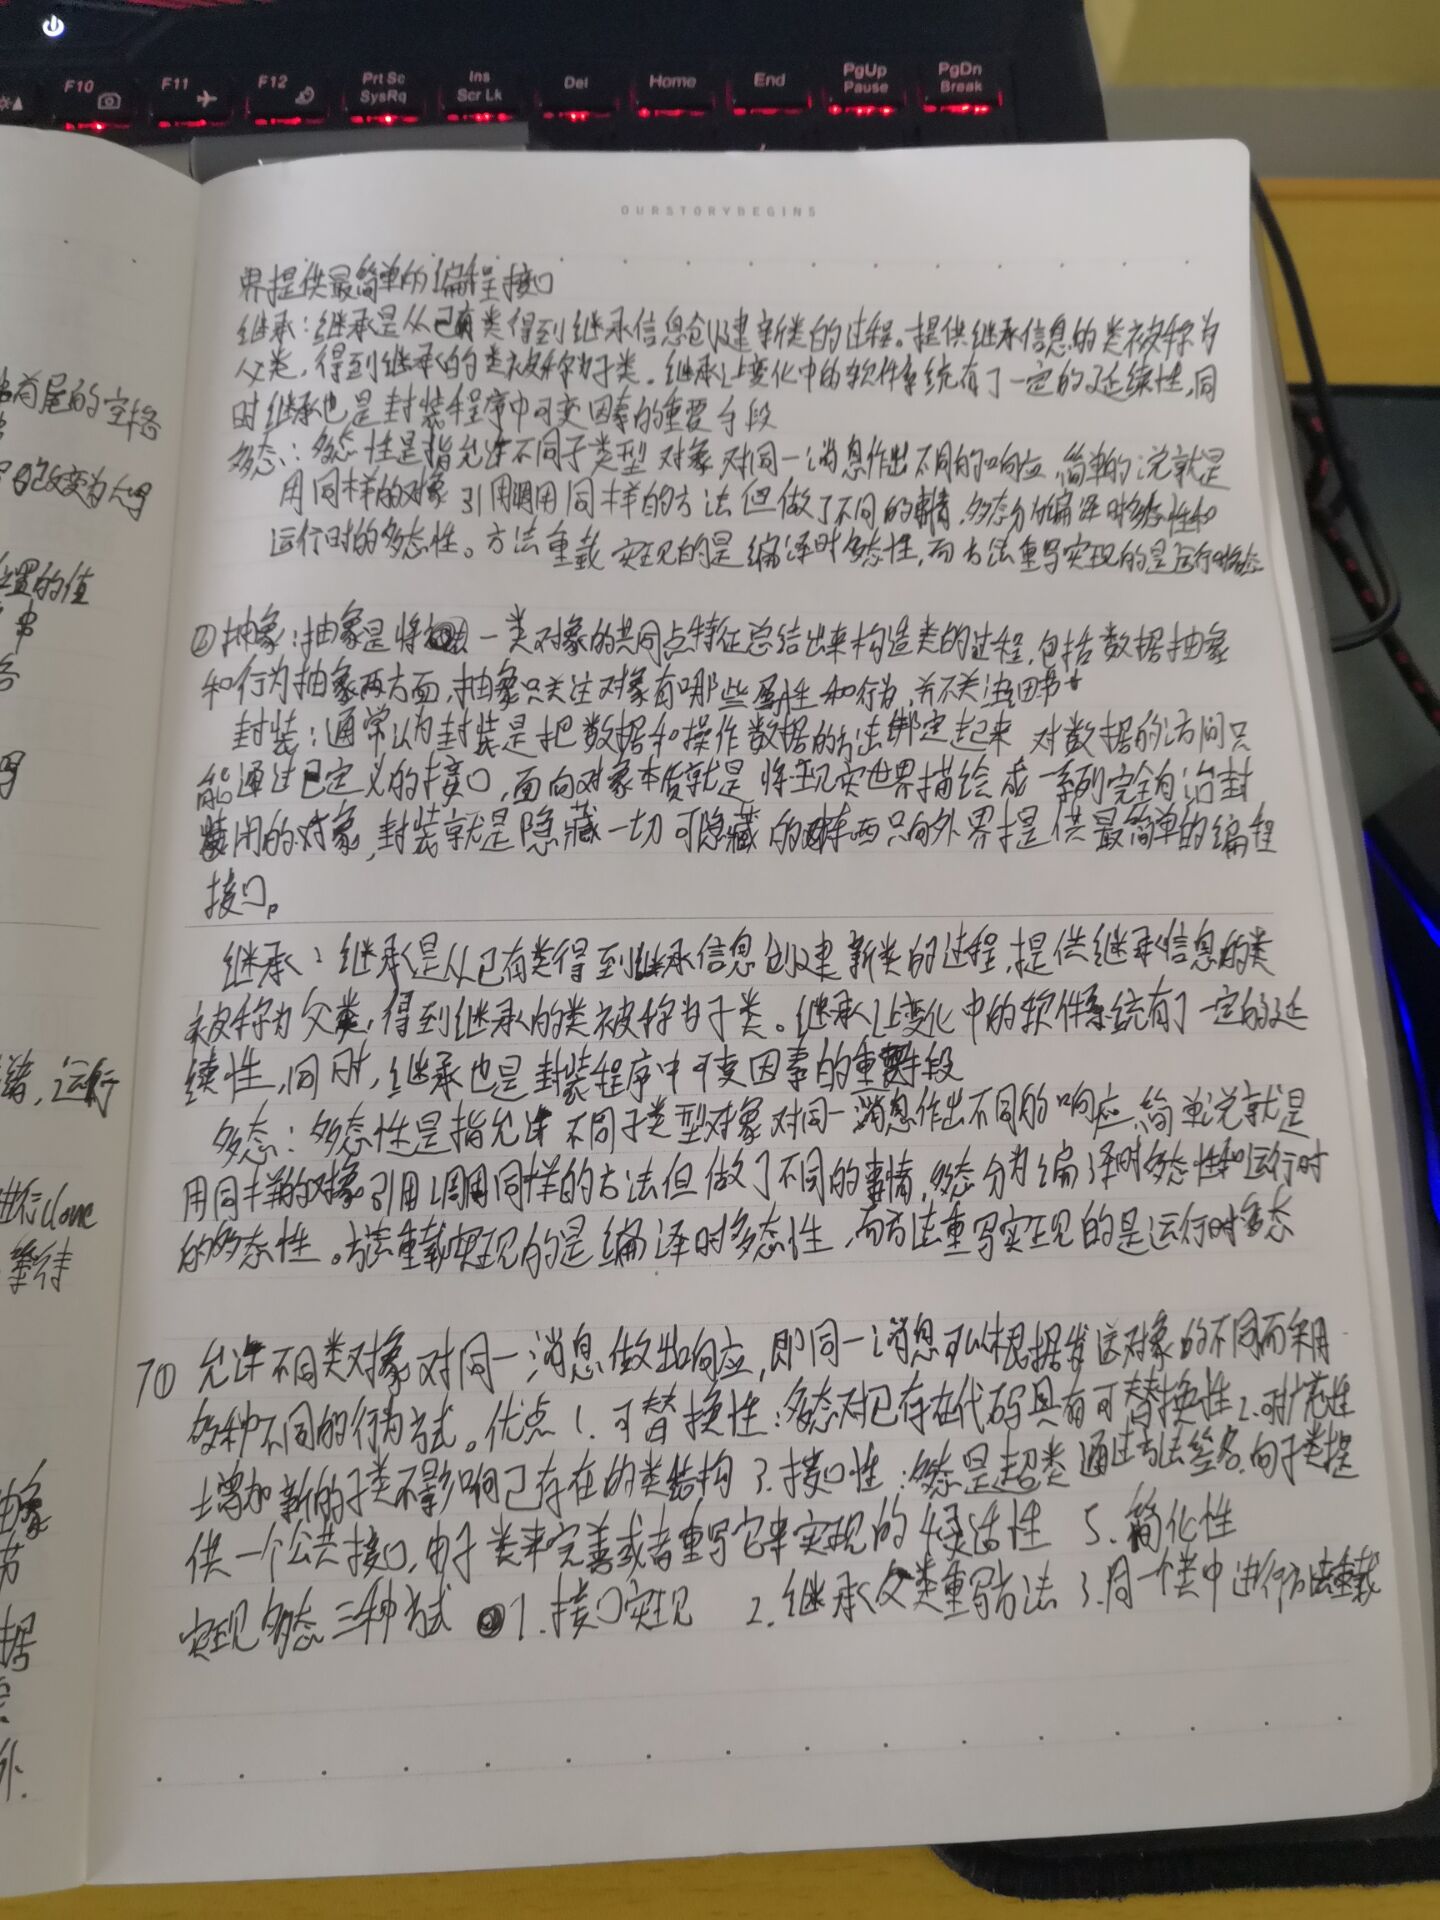 F10
F11
F12
Prt Sc
SysRq
Ins
Scr Lk
Del
Home
End
PgUp
Pause
PgDn
Break
OURSTORYBEGINS
界提供最简单的编程接口
继承：继承是从已有类得到继承信息创建新类的过程。提供继承信息的类被称为
父类，得到继承的类被称为子类。继承让变化中的软件系统有了一定的延续性，同
时继承也是封装程序中可变因素的重要手段
多态：多态性是指允许不同子类型对象对同一消息作出不同的响应 简单的说就是
用同样的对象引用调用同样的方法但做了不同的事情，多态分为编译时多态性和
运行时的多态性。方法重载实现的是编译时多态性，而方法重写实现的是运行时多态
②抽象：抽象是将一类对象的共同点特征总结出来构造类的过程，包括数据抽象
和行为抽象两方面，抽象只关注对象有哪些属性和行为，并不关注细节
封装：通常认为封装是把数据和操作数据的方法绑定起来 对数据的访问只
能通过已定义的接口，面向对象本质就是将现实世界描绘成一系列完全自治封
闭的对象，封装就是隐藏一切可隐藏的东西只向外界提供最简单的编程
接口。
继承：继承是从已有类得到继承信息创建新类的过程，提供继承信息的类
被称为父类，得到继承的类被称为子类。继承让变化中的软件系统有了一定的延
续性，同时，继承也是封装程序中可变因素的重要手段
多态：多态性是指允许不同子类型对象对同一消息作出不同的响应，简单说就是
用同样的对象引用调用同样的方法但做了不同的事情，多态分为编译时多态性和运行时
的多态性。方法重载实现的是编译时多态性，而方法重写实现的是运行时多态
7① 允许不同类对象对同一消息做出响应，即同一消息可以根据发送对象的不同而采用
多种不同的行为方式。优点 1. 可替换性：多态对已存在代码具有可替换性 2. 可扩充性
增加新的子类不影响已存在的类结构 3. 接口性：多态是超类通过方法签名，向子类提
供一个公共接口，由子类来完善或者重写它来实现的 4灵活性 5. 简化性
实现多态三种方式 1. 接口实现 2. 继承父类重写方法 3. 同一个类中进行方法重载
首尾的空格
改变为大写
置的值
串
运行
进行clone
等待
抽象
据
外.